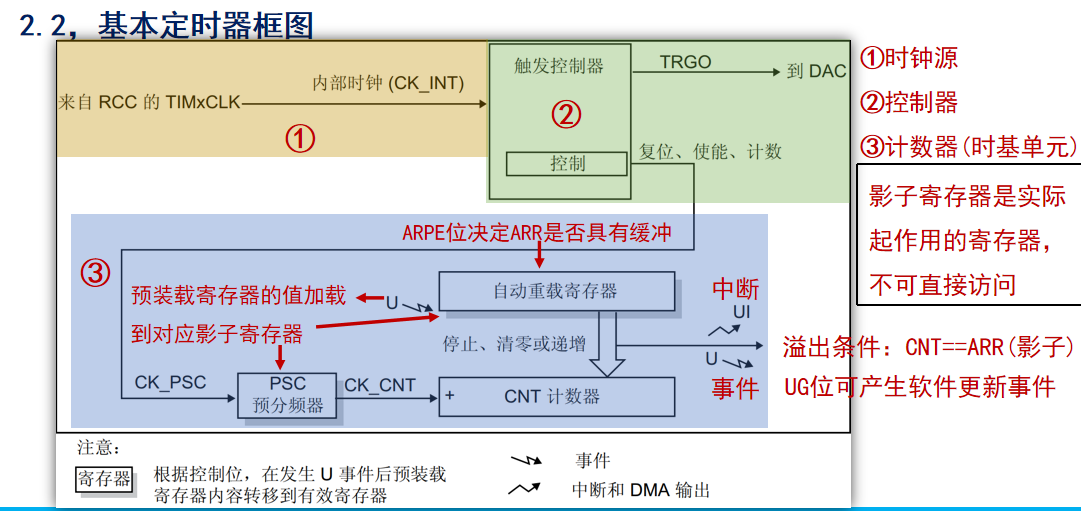 2.2，基本定时器框图
来自 RCC 的 TIMxCLK
内部时钟 (CK_INT)
①
触发控制器
②
控制
TRGO
到 DAC
复位、使能、计数
①时钟源
②控制器
③计数器(时基单元)
影子寄存器是实际
起作用的寄存器，
不可直接访问
ARPE位决定ARR是否具有缓冲
③
预装载寄存器的值加载
到对应影子寄存器
U
自动重载寄存器
中断
UI
停止、清零或递增
U
事件
溢出条件：CNT==ARR(影子)
UG位可产生软件更新事件
CK_PSC
PSC
预分频器
CK_CNT
+
CNT 计数器
注意：
寄存器
根据控制位，在发生 U 事件后预装载
寄存器内容转移到有效寄存器
事件
中断和 DMA 输出